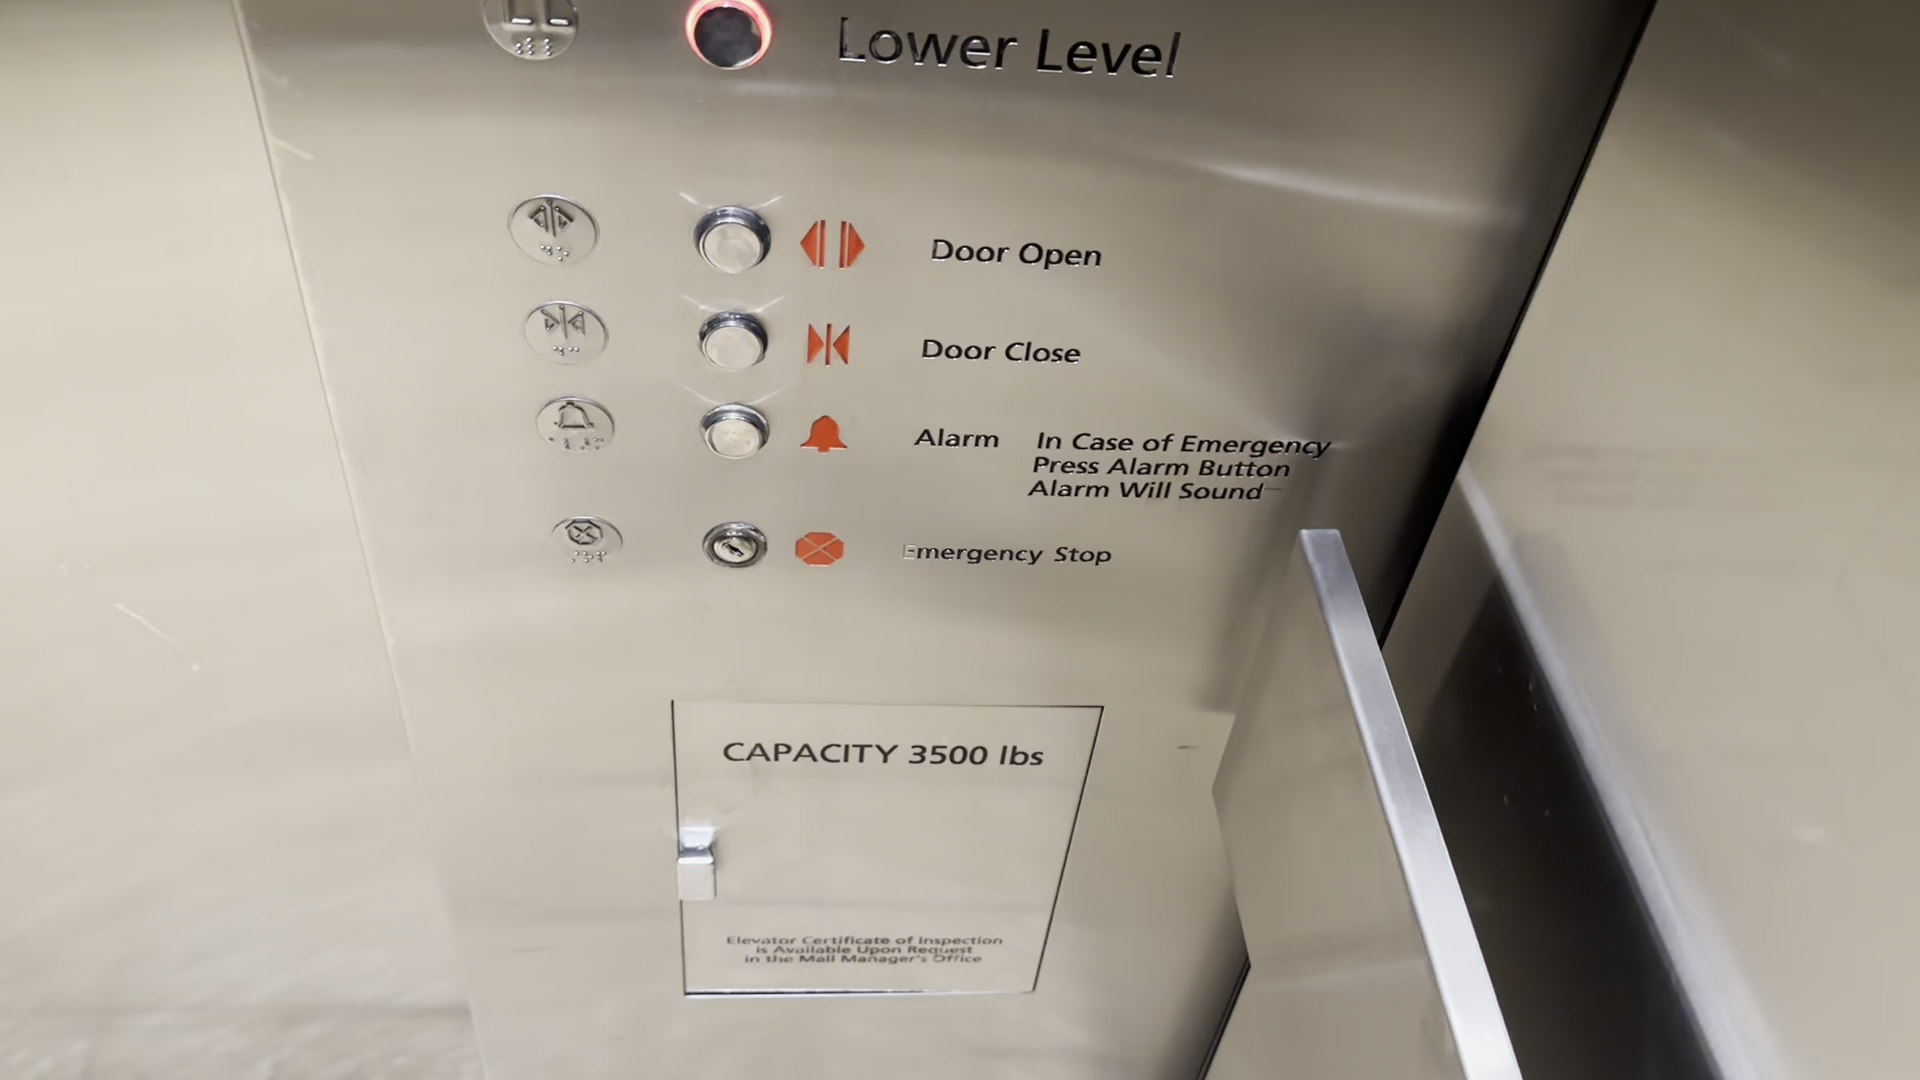 Lower Level
Door Open
Door Close
Alarm In Case of Emergency
Press Alarm Button
Alarm Will Sound
Emergency Stop
CAPACITY 3500 lbs
Elevator Certificate of Inspection
is Available Upon Request
in the Mall Manager's Office